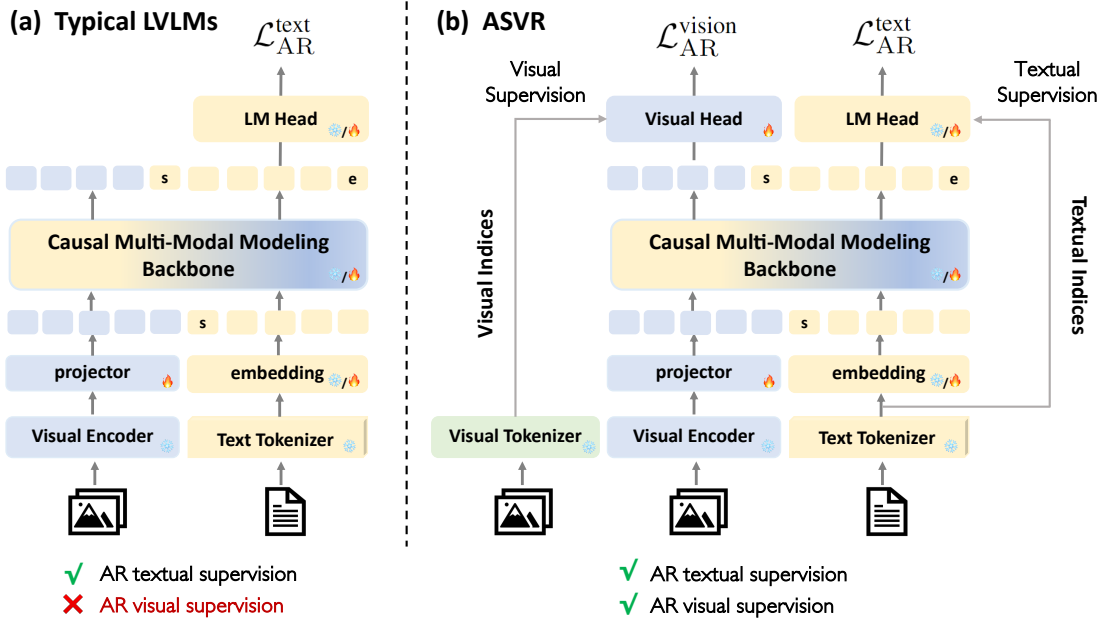 (a) Typical LVLMs
L_AR^text
LM Head
/
s
e
Causal Multi-Modal Modeling
Backbone
/
s
projector
embedding
/
Visual Encoder
Text Tokenizer
√ AR textual supervision
✕ AR visual supervision
(b) ASVR
L_AR^vision
L_AR^text
Visual
Supervision
Textual
Supervision
Visual Head
LM Head
/
s
e
Causal Multi-Modal Modeling
Backbone
/
Visual Indices
Textual Indices
s
projector
embedding
/
Visual Tokenizer
Visual Encoder
Text Tokenizer
√ AR textual supervision
√ AR visual supervision